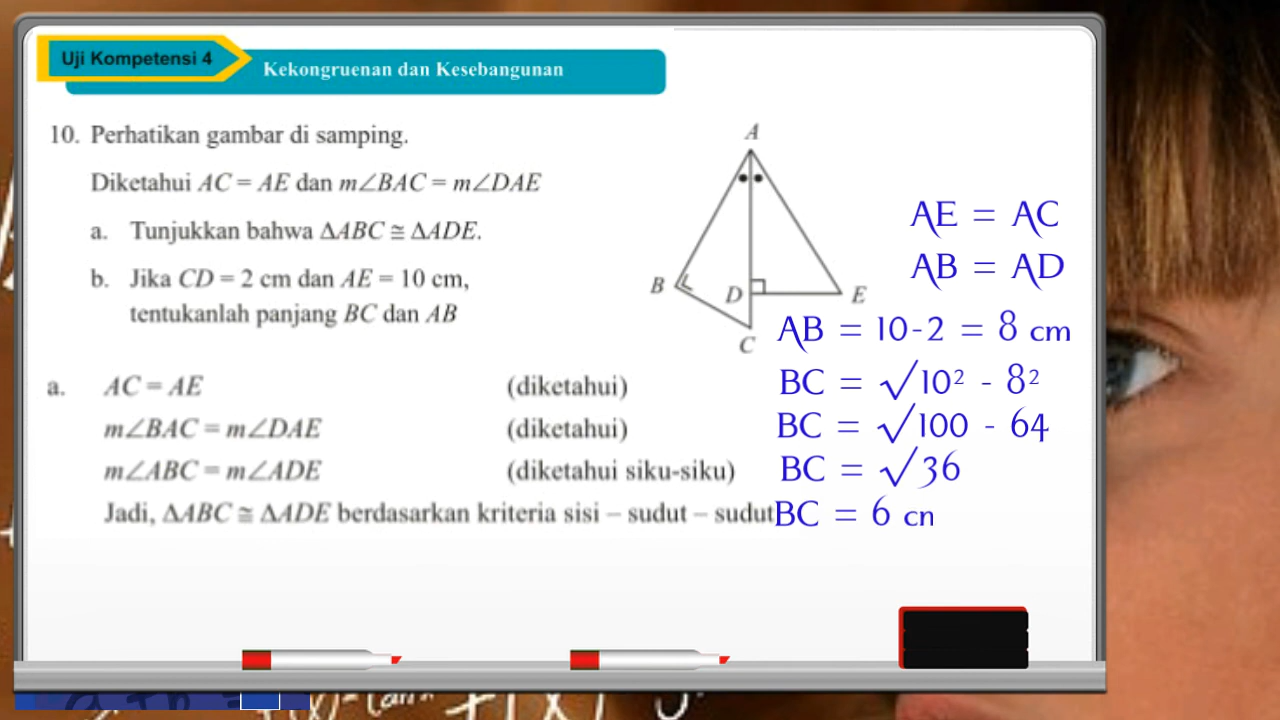 Uji Kompetensi 4
Kekongruenan dan Kesebangunan
10. Perhatikan gambar di samping.
Diketahui AC = AE dan m∠BAC = m∠DAE
a. Tunjukkan bahwa ΔABC ≅ ΔADE.
b. Jika CD = 2 cm dan AE = 10 cm,
tentukanlah panjang BC dan AB
A
B
D
E
C
AE = AC
AB = AD
AB = 10-2 = 8 cm
BC = √10² - 8²
BC = √100 - 64
BC = √36
BC = 6 cn
a. AC = AE (diketahui)
m∠BAC = m∠DAE (diketahui)
m∠ABC = m∠ADE (diketahui siku-siku)
Jadi, ΔABC ≅ ΔADE berdasarkan kriteria sisi – sudut – sudut